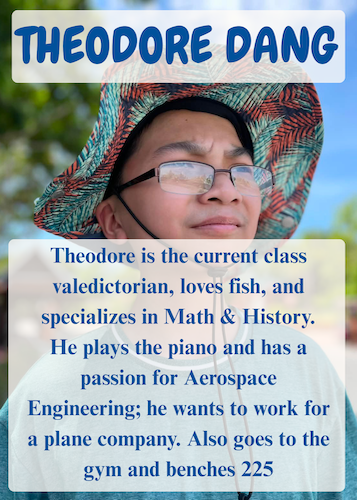 THEODORE DANG
Theodore is the current class
valedictorian, loves fish, and
specializes in Math & History.
He plays the piano and has a
passion for Aerospace
Engineering; he wants to work for
a plane company. Also goes to the
gym and benches 225